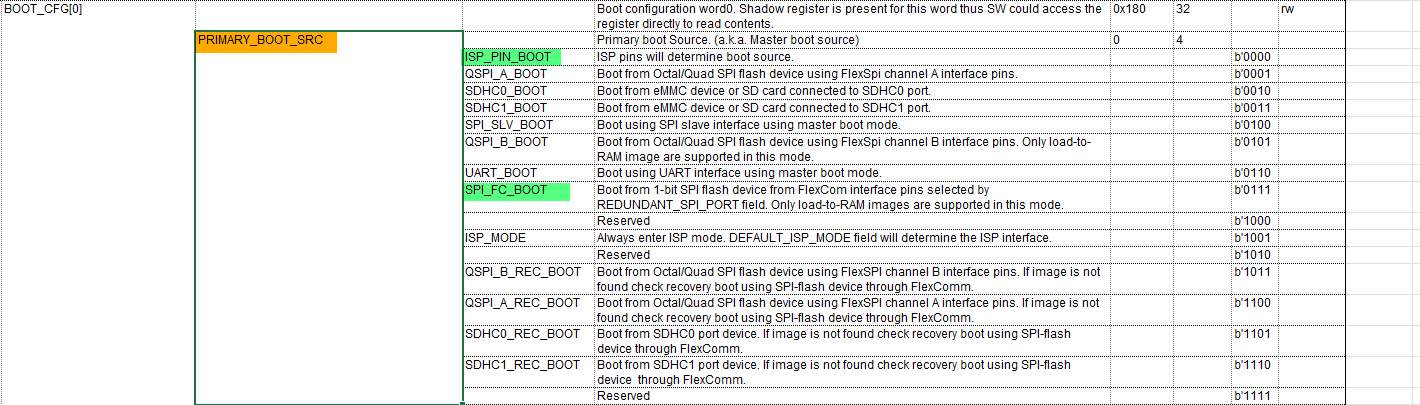 BOOT_CFG[0] Boot configuration word0. Shadow register is present for this word thus SW could access the 0x180 32 rw
register directly to read contents.
PRIMARY_BOOT_SRC Primary boot Source. (a.k.a. Master boot source) 0 4
ISP_PIN_BOOT ISP pins will determine boot source. b'0000
QSPI_A_BOOT Boot from Octal/Quad SPI flash device using FlexSpi channel A interface pins. b'0001
SDHC0_BOOT Boot from eMMC device or SD card connected to SDHC0 port. b'0010
SDHC1_BOOT Boot from eMMC device or SD card connected to SDHC1 port. b'0011
SPI_SLV_BOOT Boot using SPI slave interface using master boot mode. b'0100
QSPI_B_BOOT Boot from Octal/Quad SPI flash device using FlexSpi channel B interface pins. Only load-to- b'0101
RAM image are supported in this mode.
UART_BOOT Boot using UART interface using master boot mode. b'0110
SPI_FC_BOOT Boot from 1-bit SPI flash device from FlexCom interface pins selected by b'0111
REDUNDANT_SPI_PORT field. Only load-to-RAM images are supported in this mode.
Reserved b'1000
ISP_MODE Always enter ISP mode. DEFAULT_ISP_MODE field will determine the ISP interface. b'1001
Reserved b'1010
QSPI_B_REC_BOOT Boot from Octal/Quad SPI flash device using FlexSPI channel B interface pins. If image is not b'1011
found check recovery boot using SPI-flash device through FlexComm.
QSPI_A_REC_BOOT Boot from Octal/Quad SPI flash device using FlexSPI channel A interface pins. If image is not b'1100
found check recovery boot using SPI-flash device through FlexComm.
SDHC0_REC_BOOT Boot from SDHC0 port device. If image is not found check recovery boot using SPI-flash b'1101
device through FlexComm.
SDHC1_REC_BOOT Boot from SDHC1 port device. If image is not found check recovery boot using SPI-flash b'1110
device through FlexComm.
Reserved b'1111